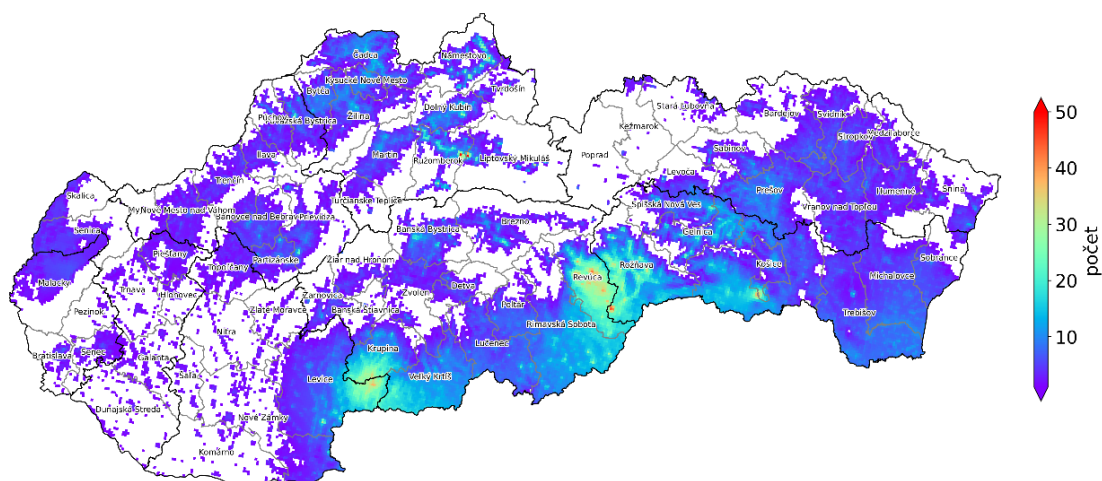 Čadca
Námestovo
Kysucké Nové Mesto
Bytča
Tvrdošín
Dolný Kubín
Púchov
Považská Bystrica
Žilina
Stará Ľubovňa
Bardejov
Svidník
Stropkov
Medzilaborce
Kežmarok
Sabinov
Ilava
Martin
Ružomberok
Liptovský Mikuláš
Poprad
Levoča
Trenčín
Prešov
Humenné
Snina
Skalica
Turčianske Teplice
Spišská Nová Ves
Vranov nad Topľou
Nové Mesto nad Váhom
Bánovce nad Bebravou
Prievidza
Brezno
Senica
Banská Bystrica
Gelnica
Piešťany
Partizánske
Žiar nad Hronom
Rožňava
Košice
Sobrance
Topoľčany
Revúca
Michalovce
Malacky
Trnava
Hlohovec
Žarnovica
Zvolen
Detva
Poltár
Zlaté Moravce
Banská Štiavnica
Pezinok
Rimavská Sobota
Trebišov
Nitra
Lučenec
Bratislava
Senec
Galanta
Krupina
Šaľa
Levice
Veľký Krtíš
Dunajská Streda
Nové Zámky
Komárno
50
40
30
20
10
počet